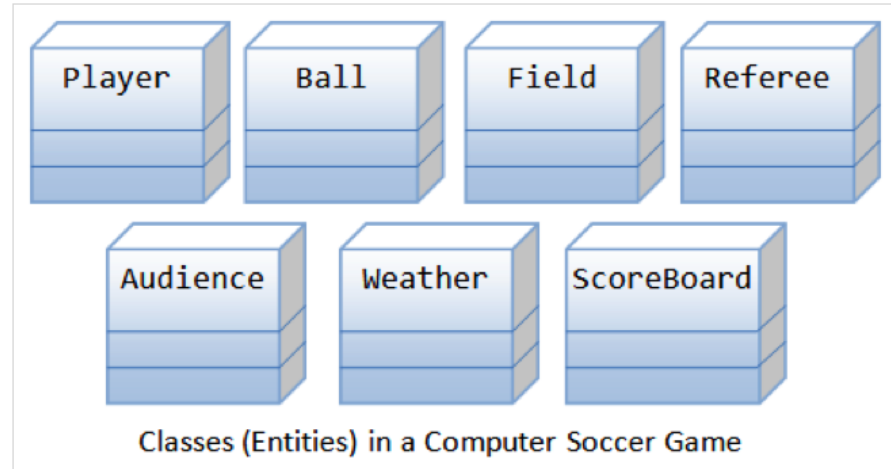 Player Ball Field Referee
Audience Weather ScoreBoard
Classes (Entities) in a Computer Soccer Game